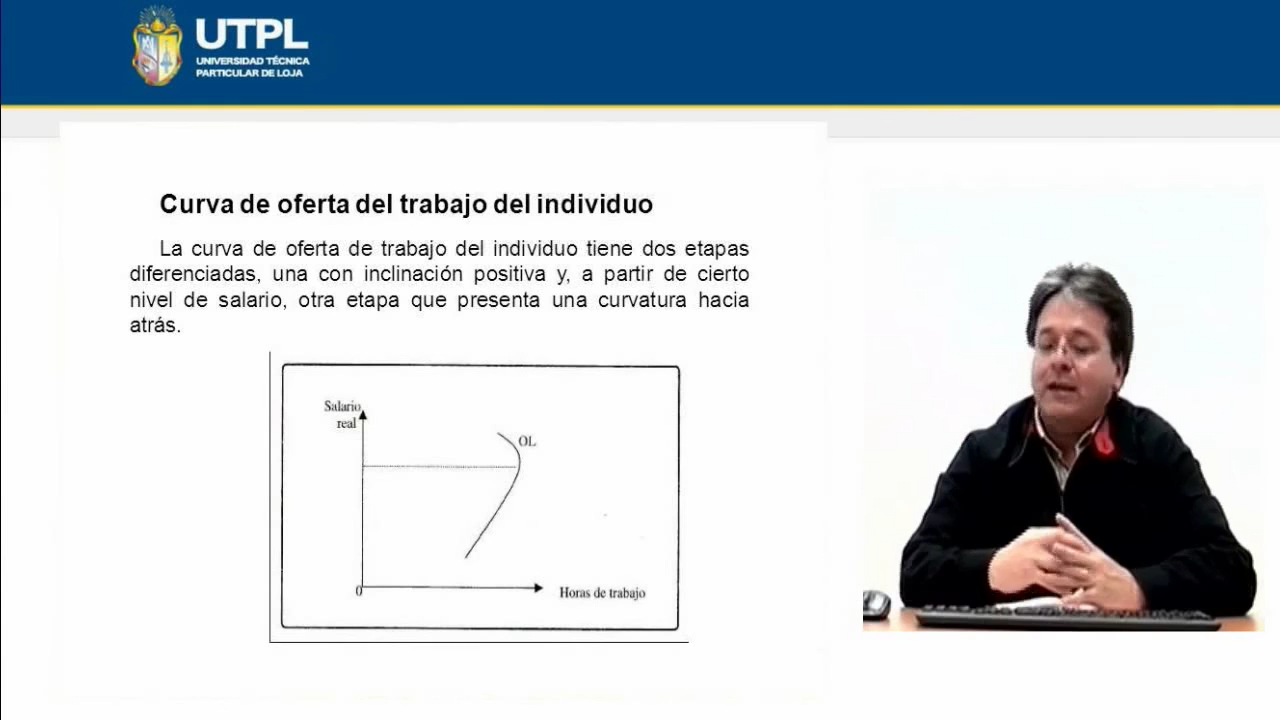 UTPL
UNIVERSIDAD TÉCNICA
PARTICULAR DE LOJA
Curva de oferta del trabajo del individuo
La curva de oferta de trabajo del individuo tiene dos etapas
diferenciadas, una con inclinación positiva y, a partir de cierto
nivel de salario, otra etapa que presenta una curvatura hacia
atrás.
Salario
real
OL
0
Horas de trabajo